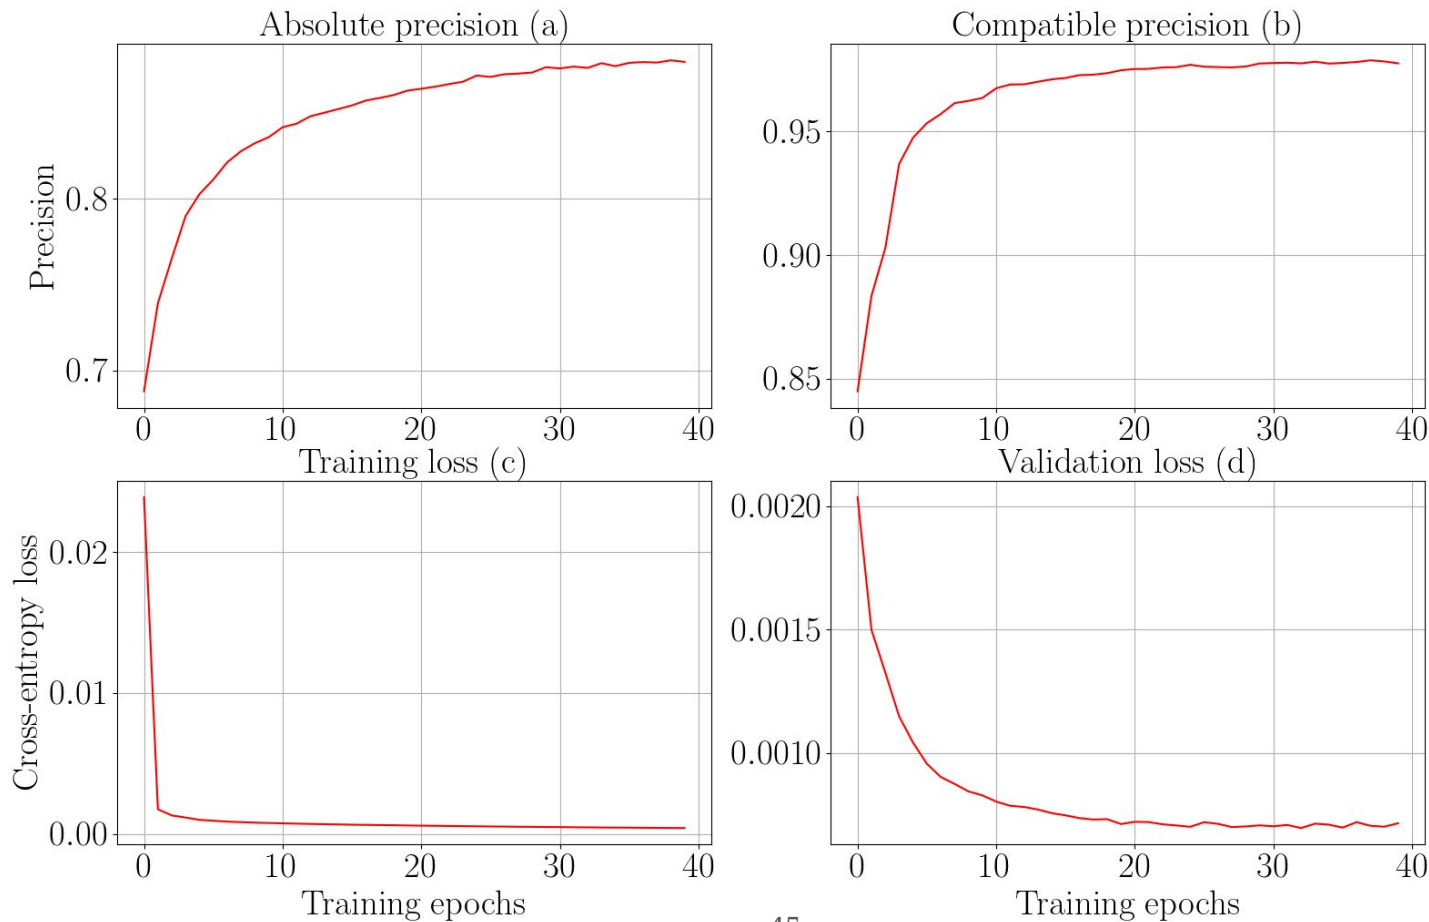 Absolute precision (a)
Compatible precision (b)
Precision
0.8
0.7
0.95
0.90
0.85
0 10 20 30 40
0 10 20 30 40
Training loss (c)
Validation loss (d)
Cross-entropy loss
0.02
0.01
0.00
0.0020
0.0015
0.0010
0 10 20 30 40
0 10 20 30 40
Training epochs
Training epochs